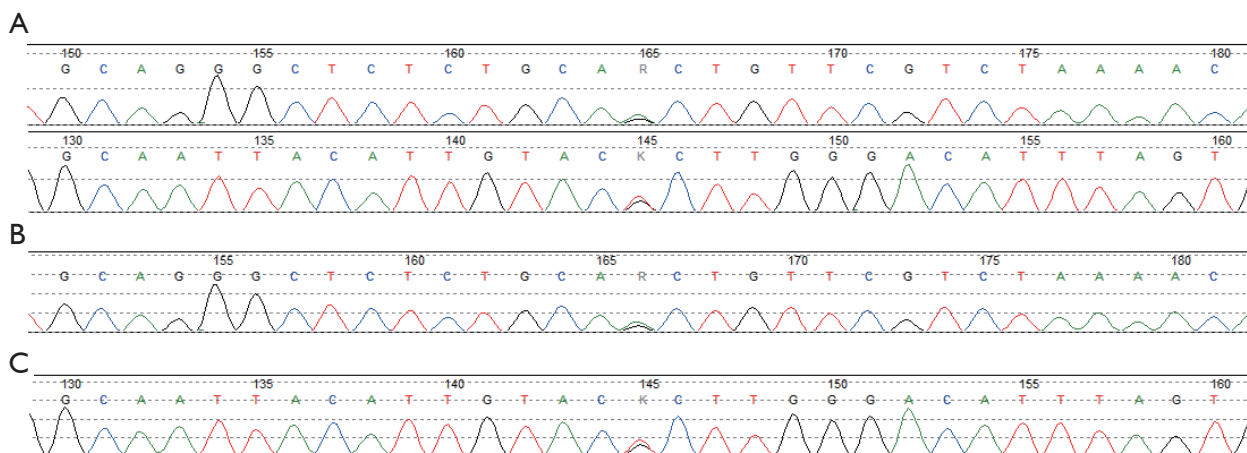 A
150 155 160 165 170 175 180
G C A G G G C T C T C T G C A R C T G T T C G T C T A A A A C
130 135 140 145 150 155 160
G C A A T T A C A T T G T A C K C T T G G G A C A T T T A G T
B
155 160 165 170 175 180
G C A G G G C T C T C T G C A R C T G T T C G T C T A A A A C
C
130 135 140 145 150 155 160
G C A A T T A C A T T G T A C K C T T G G G A C A T T T A G T